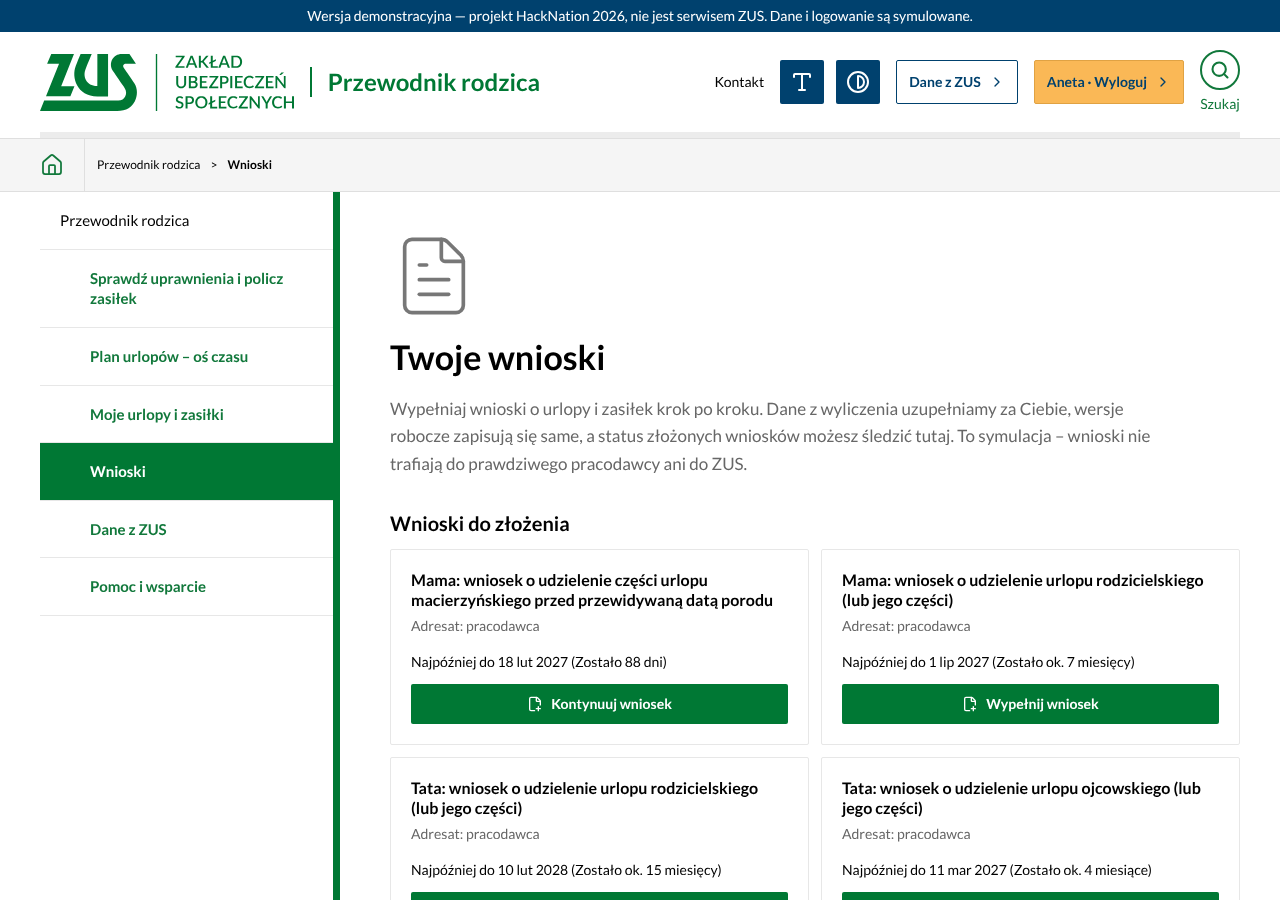 Wersja demonstracyjna — projekt HackNation 2026, nie jest serwisem ZUS. Dane i logowanie są symulowane.
ZUS
ZAKŁAD
UBEZPIECZEŃ
SPOŁECZNYCH
Przewodnik rodzica
Kontakt
Dane z ZUS
Aneta · Wyloguj
Szukaj
Przewodnik rodzica > Wnioski
Przewodnik rodzica
Sprawdź uprawnienia i policz
zasiłek
Plan urlopów – oś czasu
Moje urlopy i zasiłki
Wnioski
Dane z ZUS
Pomoc i wsparcie
Twoje wnioski
Wypełniaj wnioski o urlopy i zasiłek krok po kroku. Dane z wyliczenia uzupełniamy za Ciebie, wersje
robocze zapisują się same, a status złożonych wniosków możesz śledzić tutaj. To symulacja – wnioski nie
trafiają do prawdziwego pracodawcy ani do ZUS.
Wnioski do złożenia
Mama: wniosek o udzielenie części urlopu
macierzyńskiego przed przewidywaną datą porodu
Adresat: pracodawca
Najpóźniej do 18 lut 2027 (Zostało 88 dni)
Kontynuuj wniosek
Mama: wniosek o udzielenie urlopu rodzicielskiego
(lub jego części)
Adresat: pracodawca
Najpóźniej do 1 lip 2027 (Zostało ok. 7 miesięcy)
Wypełnij wniosek
Tata: wniosek o udzielenie urlopu rodzicielskiego
(lub jego części)
Adresat: pracodawca
Najpóźniej do 10 lut 2028 (Zostało ok. 15 miesięcy)
Tata: wniosek o udzielenie urlopu ojcowskiego (lub
jego części)
Adresat: pracodawca
Najpóźniej do 11 mar 2027 (Zostało ok. 4 miesiące)